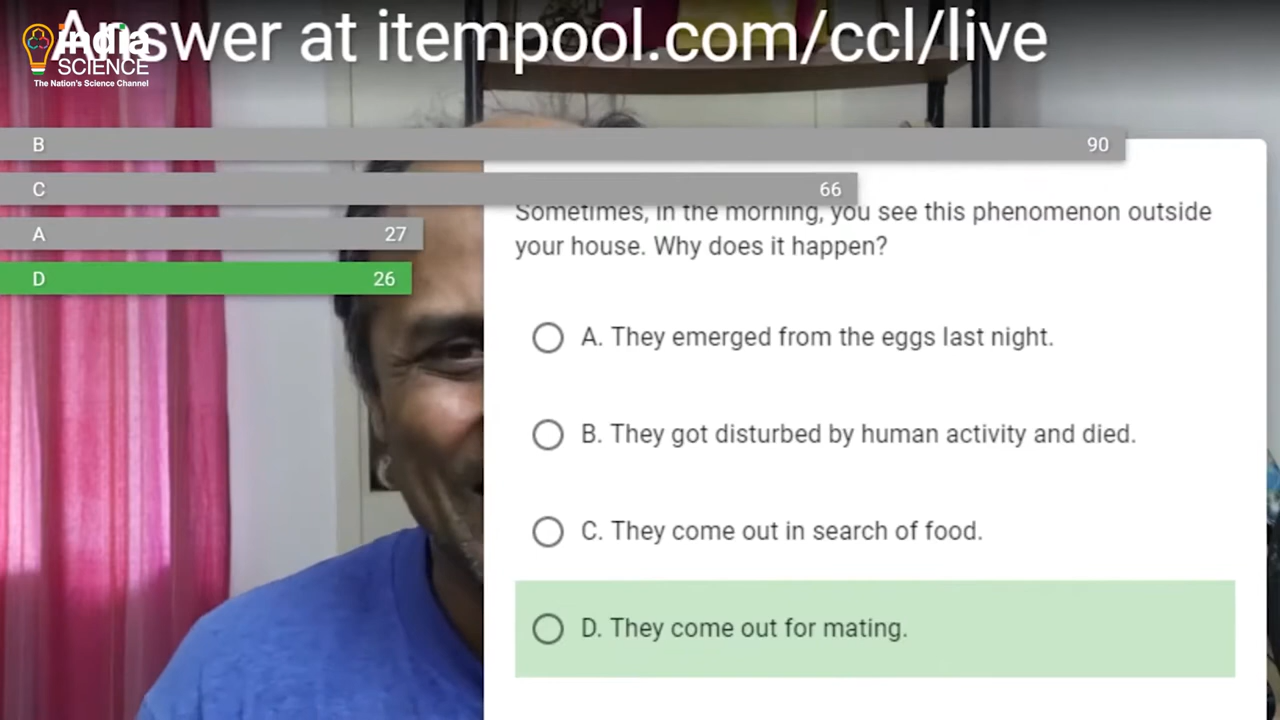 Answer at itempool.com/ccl/live
india
SCIENCE
The Nation's Science Channel
B 90
C 66
A 27
D 26
Sometimes, in the morning, you see this phenomenon outside
your house. Why does it happen?
A. They emerged from the eggs last night.
B. They got disturbed by human activity and died.
C. They come out in search of food.
D. They come out for mating.